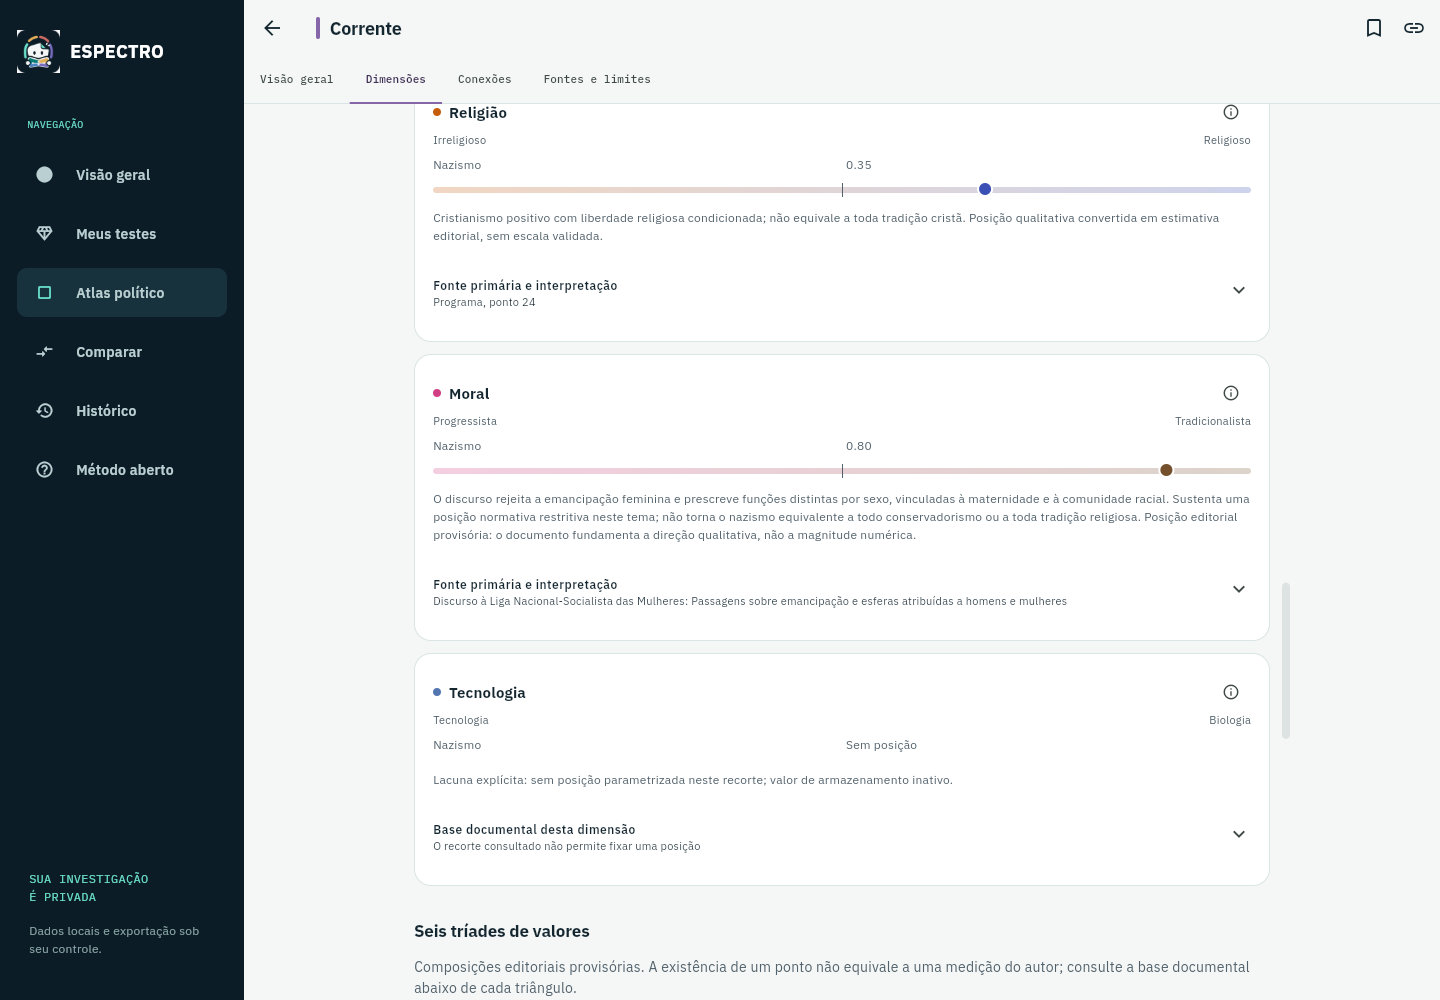 ESPECTRO
NAVEGAÇÃO
Visão geral
Meus testes
Atlas político
Comparar
Histórico
Método aberto
SUA INVESTIGAÇÃO
É PRIVADA
Dados locais e exportação sob
seu controle.
Corrente
Visão geral
Dimensões
Conexões
Fontes e limites
Religião
Irreligioso
Religioso
Nazismo
0.35
Cristianismo positivo com liberdade religiosa condicionada; não equivale a toda tradição cristã. Posição qualitativa convertida em estimativa
editorial, sem escala validada.
Fonte primária e interpretação
Programa, ponto 24
Moral
Progressista
Tradicionalista
Nazismo
0.80
O discurso rejeita a emancipação feminina e prescreve funções distintas por sexo, vinculadas à maternidade e à comunidade racial. Sustenta uma
posição normativa restritiva neste tema; não torna o nazismo equivalente a todo conservadorismo ou a toda tradição religiosa. Posição editorial
provisória: o documento fundamenta a direção qualitativa, não a magnitude numérica.
Fonte primária e interpretação
Discurso à Liga Nacional-Socialista das Mulheres: Passagens sobre emancipação e esferas atribuídas a homens e mulheres
Tecnologia
Tecnologia
Biologia
Nazismo
Sem posição
Lacuna explícita: sem posição parametrizada neste recorte; valor de armazenamento inativo.
Base documental desta dimensão
O recorte consultado não permite fixar uma posição
Seis tríades de valores
Composições editoriais provisórias. A existência de um ponto não equivale a uma medição do autor; consulte a base documental
abaixo de cada triângulo.